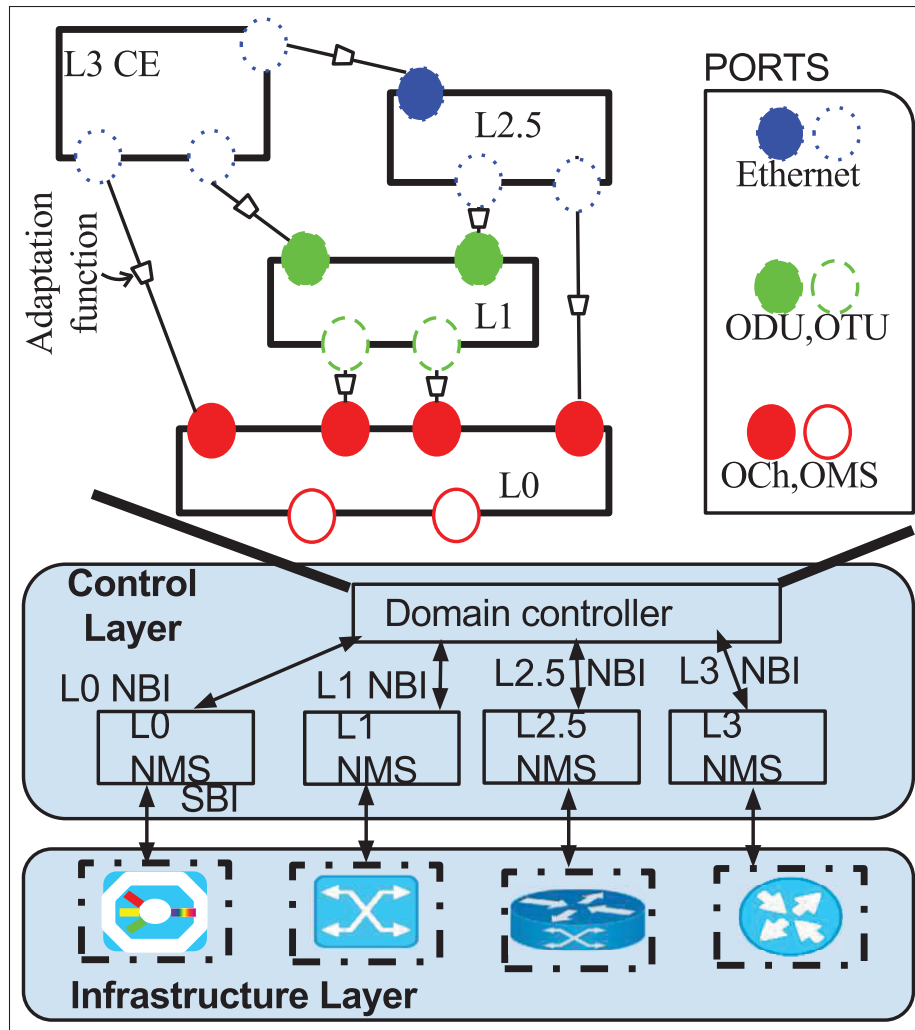 L3 CE
L2.5
Adaptation
function
L1
L0
PORTS
Ethernet
ODU,OTU
OCh,OMS
Control
Layer
Domain controller
L0 NBI
L1 NBI
L2.5 NBI
L3 NBI
L0
NMS
L1
NMS
L2.5
NMS
L3
NMS
SBI
Infrastructure Layer